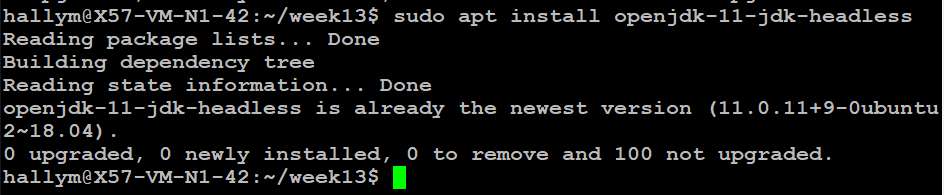 hallym@X57-VM-N1-42:~/week13$ sudo apt install openjdk-11-jdk-headless
Reading package lists... Done
Building dependency tree
Reading state information... Done
openjdk-11-jdk-headless is already the newest version (11.0.11+9-0ubuntu
2~18.04).
0 upgraded, 0 newly installed, 0 to remove and 100 not upgraded.
hallym@X57-VM-N1-42:~/week13$